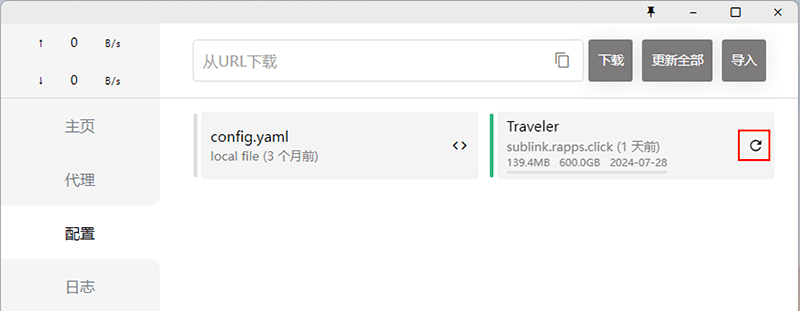 ↑ 0 B/s
↓ 0 B/s
从URL下载
下载
更新全部
导入
主页
代理
配置
日志
config.yaml
local file (3 个月前)
Traveler
sublink.rapps.click (1 天前)
139.4MB 600.0GB 2024-07-28